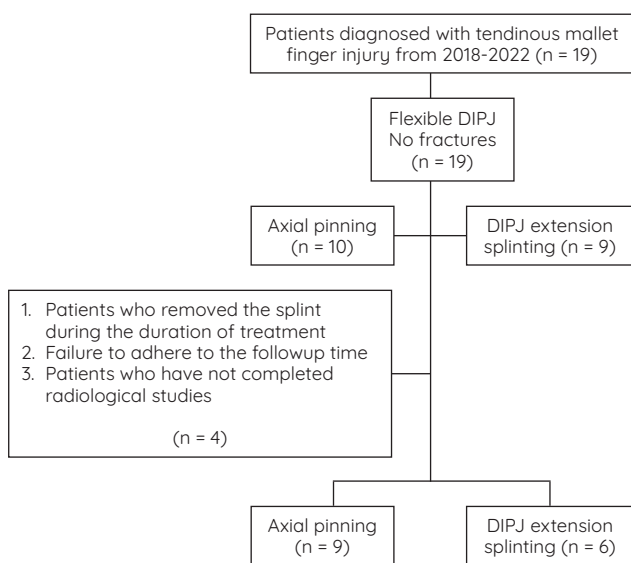 Patients diagnosed with tendinous mallet
finger injury from 2018-2022 (n = 19)
Flexible DIPJ
No fractures
(n = 19)
Axial pinning
(n = 10)
DIPJ extension
splinting (n = 9)
1. Patients who removed the splint
during the duration of treatment
2. Failure to adhere to the followup time
3. Patients who have not completed
radiological studies
(n = 4)
Axial pinning
(n = 9)
DIPJ extension
splinting (n = 6)